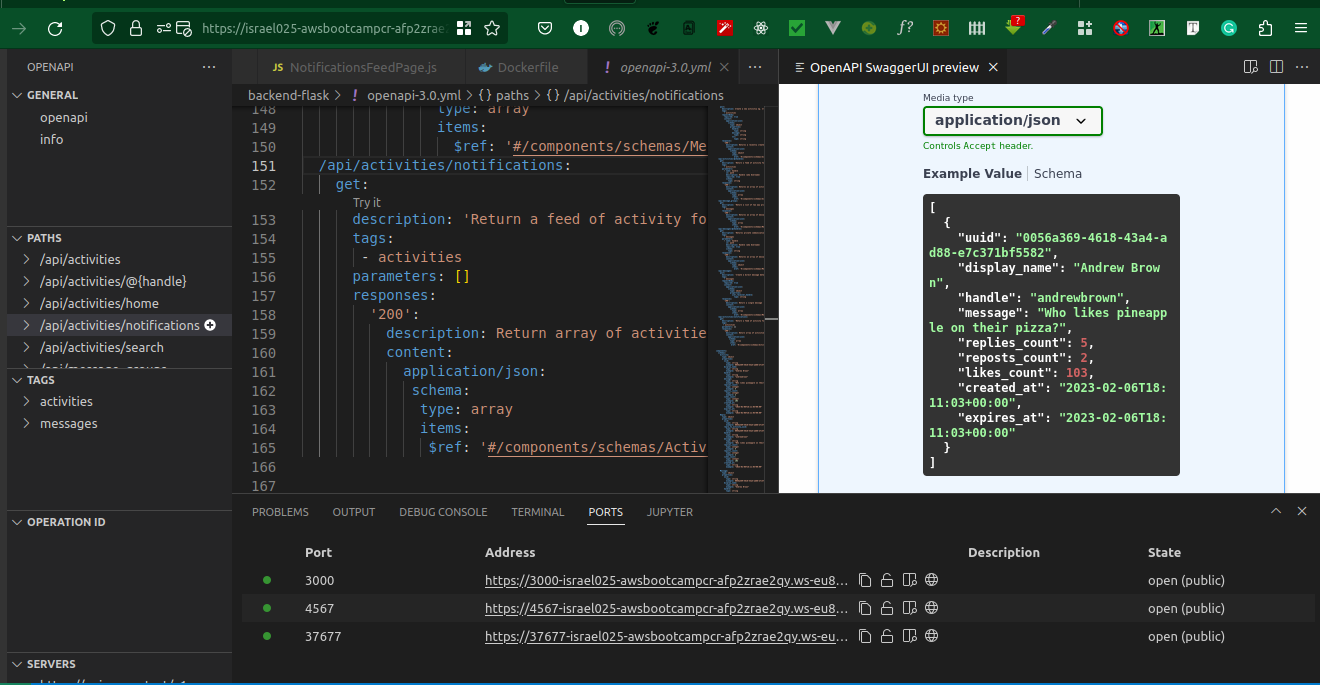 https://israel025-awsbootcampcr-afp2zrae
?
OPENAPI
GENERAL
openapi
info
PATHS
/api/activities
/api/activities/@{handle}
/api/activities/home
/api/activities/notifications
/api/activities/search
TAGS
activities
messages
OPERATION ID
SERVERS
JS NotificationsFeedPage.js
Dockerfile
! openapi-3.0.yml
backend-flask > ! openapi-3.0.yml > {} paths > {} /api/activities/notifications
148 type: array
149 items:
150 $ref: '#/components/schemas/Me
151 /api/activities/notifications:
152 get:
Try it
153 description: 'Return a feed of activity fo
154 tags:
155 - activities
156 parameters: []
157 responses:
158 '200':
159 description: Return array of activitie
160 content:
161 application/json:
162 schema:
163 type: array
164 items:
165 $ref: '#/components/schemas/Activ
166
167
OpenAPI SwaggerUI preview
Media type
application/json
Controls Accept header.
Example Value | Schema
[
{
"uuid": "0056a369-4618-43a4-a
d88-e7c371bf5582",
"display_name": "Andrew Brow
n",
"handle": "andrewbrown",
"message": "Who likes pineapp
le on their pizza?",
"replies_count": 5,
"reposts_count": 2,
"likes_count": 103,
"created_at": "2023-02-06T18:
11:03+00:00",
"expires_at": "2023-02-06T18:
11:03+00:00"
}
]
PROBLEMS OUTPUT DEBUG CONSOLE TERMINAL PORTS JUPYTER
Port Address Description State
3000 https://3000-israel025-awsbootcampcr-afp2zrae2qy.ws-eu8... open (public)
4567 https://4567-israel025-awsbootcampcr-afp2zrae2qy.ws-eu8... open (public)
37677 https://37677-israel025-awsbootcampcr-afp2zrae2qy.ws-eu... open (public)